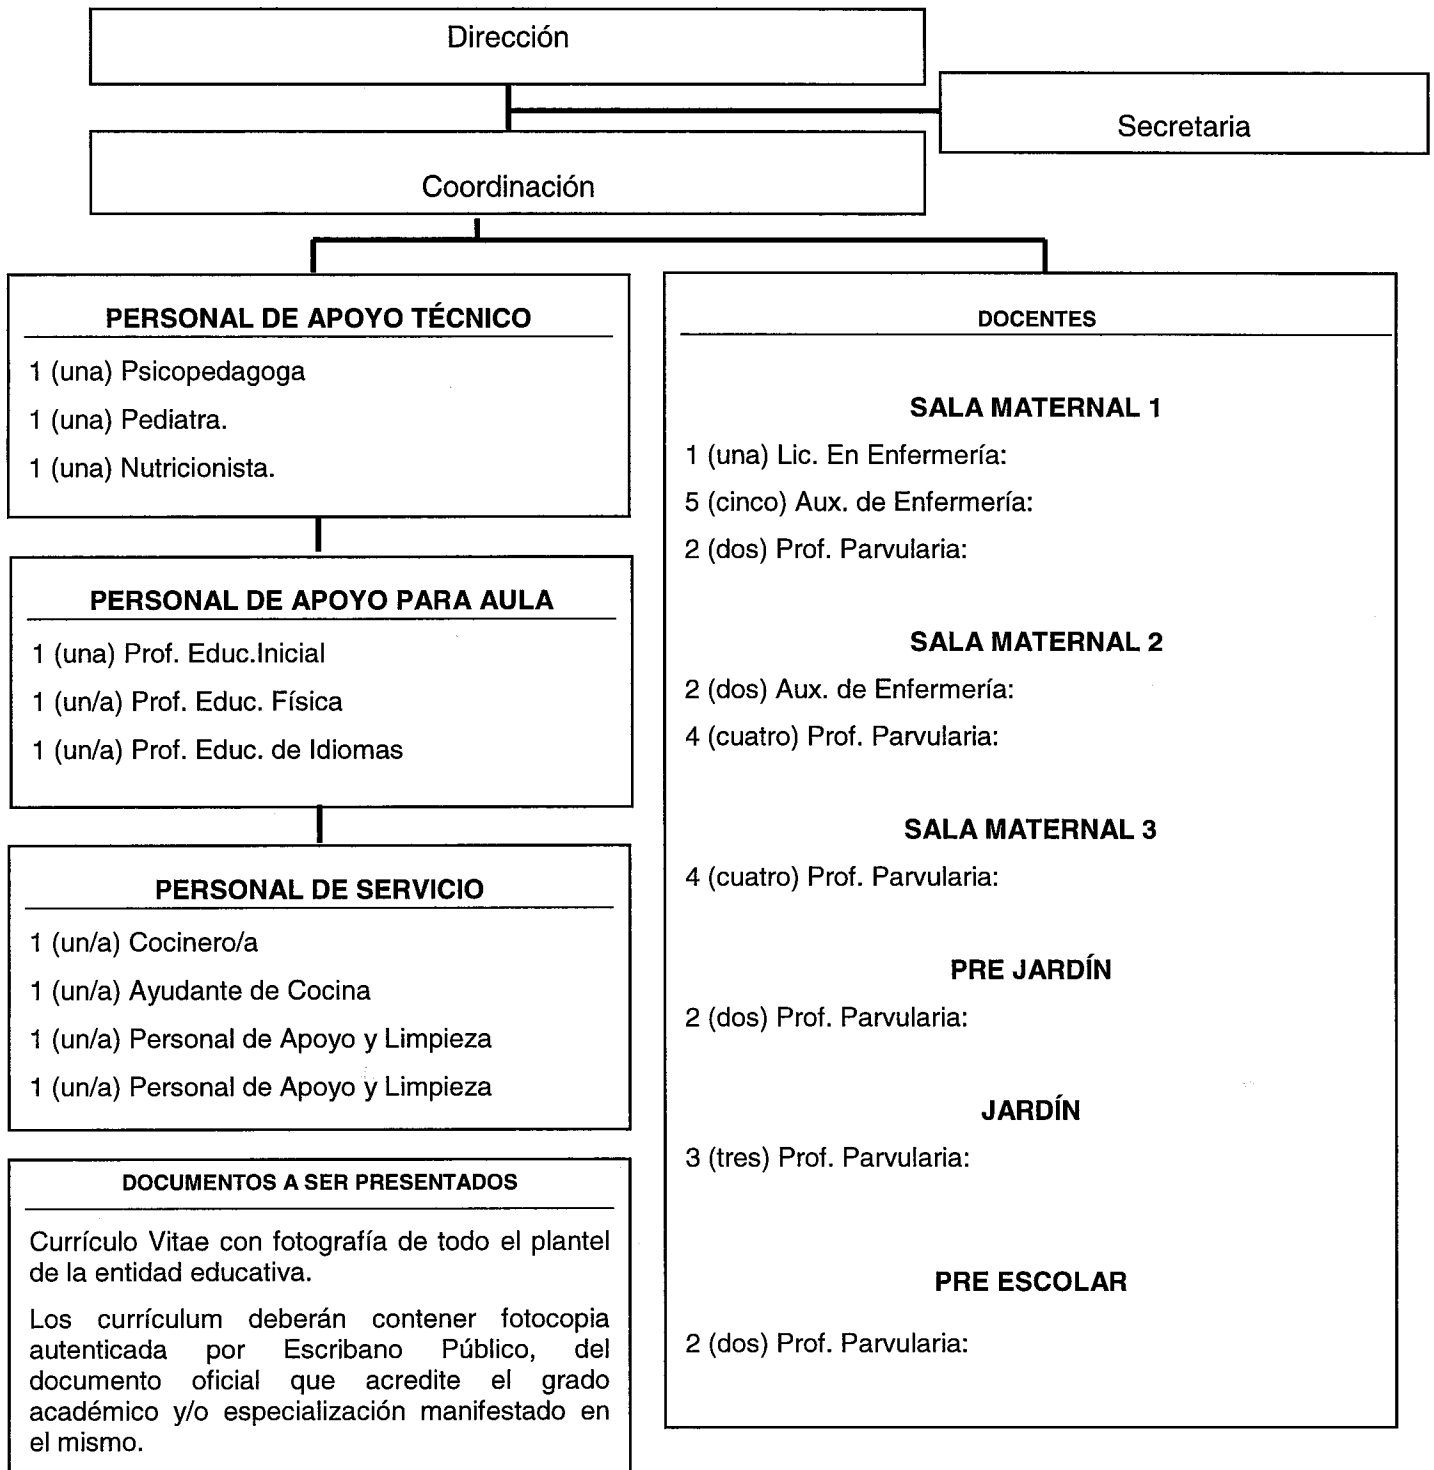 Dirección
Secretaria
Coordinación
PERSONAL DE APOYO TÉCNICO
1 (una) Psicopedagoga
1 (una) Pediatra.
1 (una) Nutricionista.
PERSONAL DE APOYO PARA AULA
1 (una) Prof. Educ.Inicial
1 (un/a) Prof. Educ. Física
1 (un/a) Prof. Educ. de Idiomas
PERSONAL DE SERVICIO
1 (un/a) Cocinero/a
1 (un/a) Ayudante de Cocina
1 (un/a) Personal de Apoyo y Limpieza
1 (un/a) Personal de Apoyo y Limpieza
DOCUMENTOS A SER PRESENTADOS
Currículo Vitae con fotografía de todo el plantel
de la entidad educativa.
Los currículum deberán contener fotocopia
autenticada por Escribano Público, del
documento oficial que acredite el grado
académico y/o especialización manifestado en
el mismo.
DOCENTES
SALA MATERNAL 1
1 (una) Lic. En Enfermería:
5 (cinco) Aux. de Enfermería:
2 (dos) Prof. Parvularia:
SALA MATERNAL 2
2 (dos) Aux. de Enfermería:
4 (cuatro) Prof. Parvularia:
SALA MATERNAL 3
4 (cuatro) Prof. Parvularia:
PRE JARDÍN
2 (dos) Prof. Parvularia:
JARDÍN
3 (tres) Prof. Parvularia:
PRE ESCOLAR
2 (dos) Prof. Parvularia: